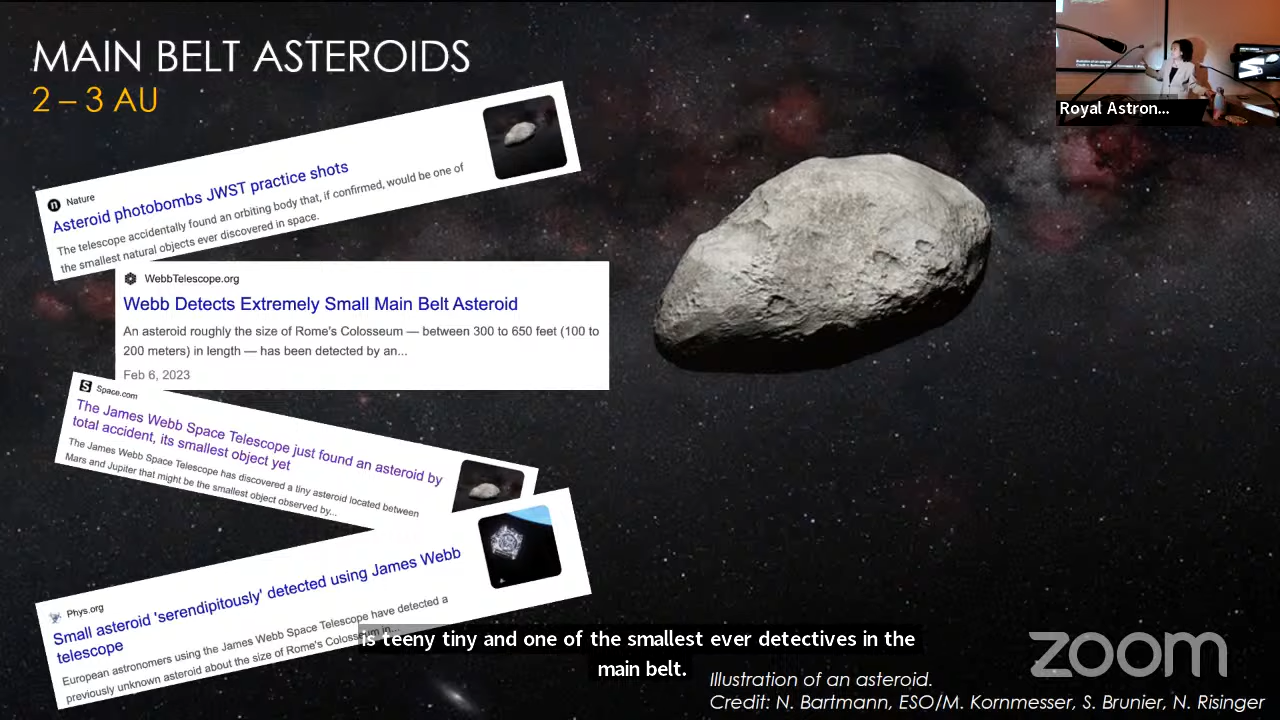 MAIN BELT ASTEROIDS
2 – 3 AU
Royal Astron...
n Nature
Asteroid photobombs JWST practice shots
The telescope accidentally found an orbiting body that, if confirmed, would be one of
the smallest natural objects ever discovered in space.
WebbTelescope.org
Webb Detects Extremely Small Main Belt Asteroid
An asteroid roughly the size of Rome's Colosseum — between 300 to 650 feet (100 to
200 meters) in length — has been detected by an...
Feb 6, 2023
S Space.com
The James Webb Space Telescope just found an asteroid by
total accident, its smallest object yet
The James Webb Space Telescope has discovered a tiny asteroid located between
Mars and Jupiter that might be the smallest object observed by...
Phys.org
Small asteroid 'serendipitously' detected using James Webb
telescope
European astronomers using the James Webb Space Telescope have detected a
previously unknown asteroid about the size of Rome's Colosseum in...
is teeny tiny and one of the smallest ever detectives in the
main belt.
zoom
Illustration of an asteroid.
Credit: N. Bartmann, ESO/M. Kornmesser, S. Brunier, N. Risinger